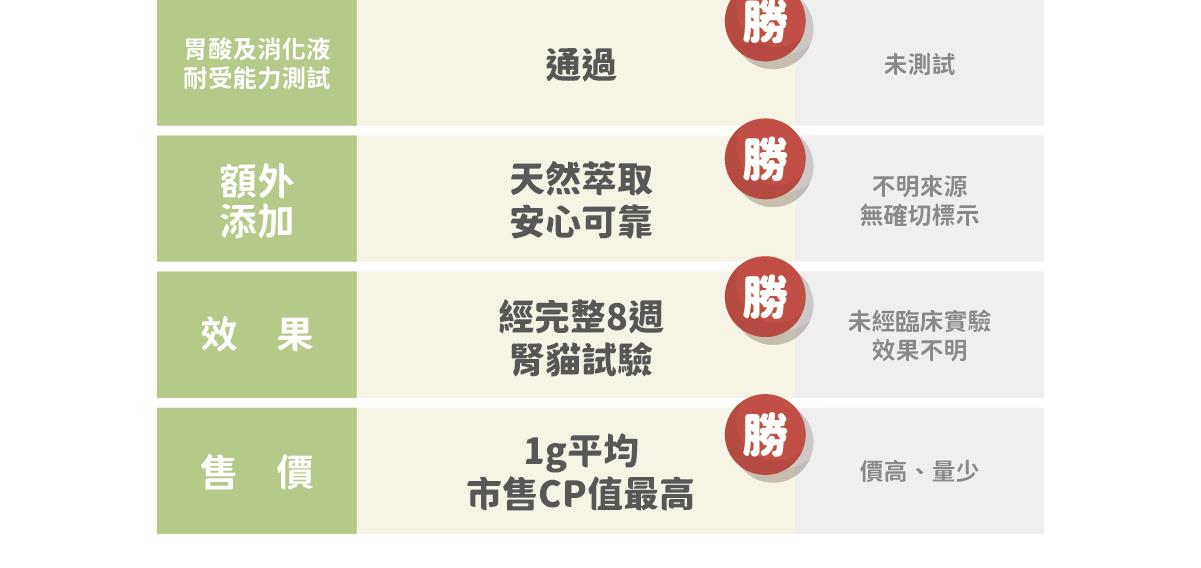 胃酸及消化液
耐受能力測試
通過
勝
未測試
額外
添加
天然萃取
安心可靠
勝
不明來源
無確切標示
效 果
經完整8週
腎貓試驗
勝
未經臨床實驗
效果不明
售 價
1g平均
市售CP值最高
勝
價高、量少